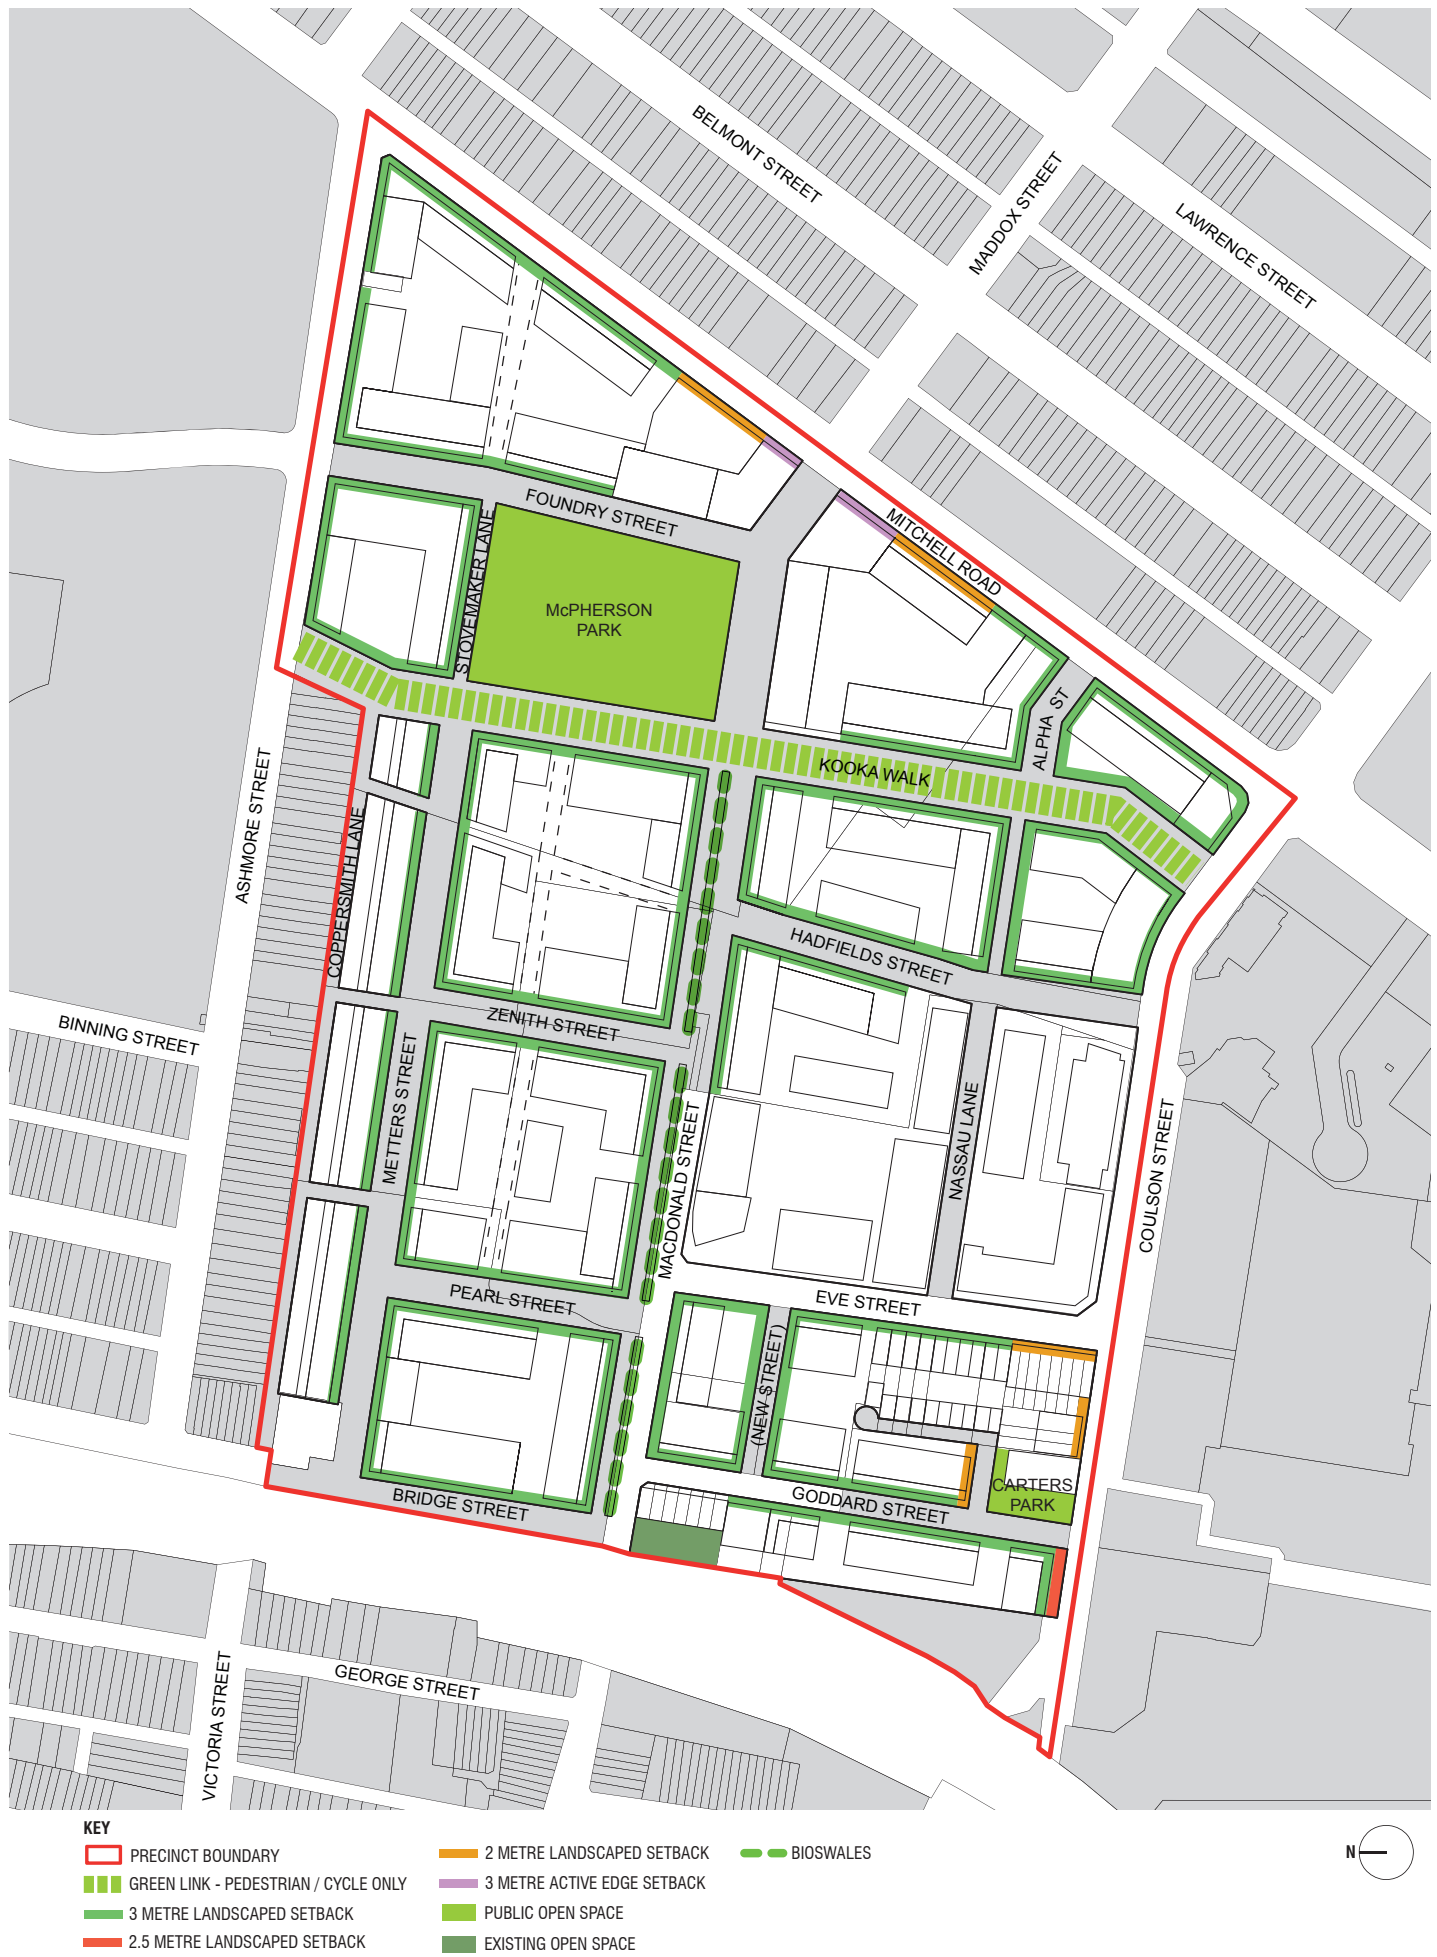 BELMONT STREET
MADDOX STREET
LAWRENCE STREET
FOUNDRY STREET
MITCHELL ROAD
STOVEMAKER LANE
McPHERSON
PARK
ALPHA ST
KOOKA WALK
ASHMORE STREET
COPPERSMITH LANE
HADFIELDS STREET
BINNING STREET
ZENITH STREET
METTERS STREET
MACDONALD STREET
NASSAU LANE
COULSON STREET
PEARL STREET
EVE STREET
(NEW STREET)
CARTERS
PARK
BRIDGE STREET
GODDARD STREET
GEORGE STREET
VICTORIA STREET
KEY
PRECINCT BOUNDARY
GREEN LINK - PEDESTRIAN / CYCLE ONLY
3 METRE LANDSCAPED SETBACK
2.5 METRE LANDSCAPED SETBACK
2 METRE LANDSCAPED SETBACK
3 METRE ACTIVE EDGE SETBACK
PUBLIC OPEN SPACE
EXISTING OPEN SPACE
BIOSWALES
N